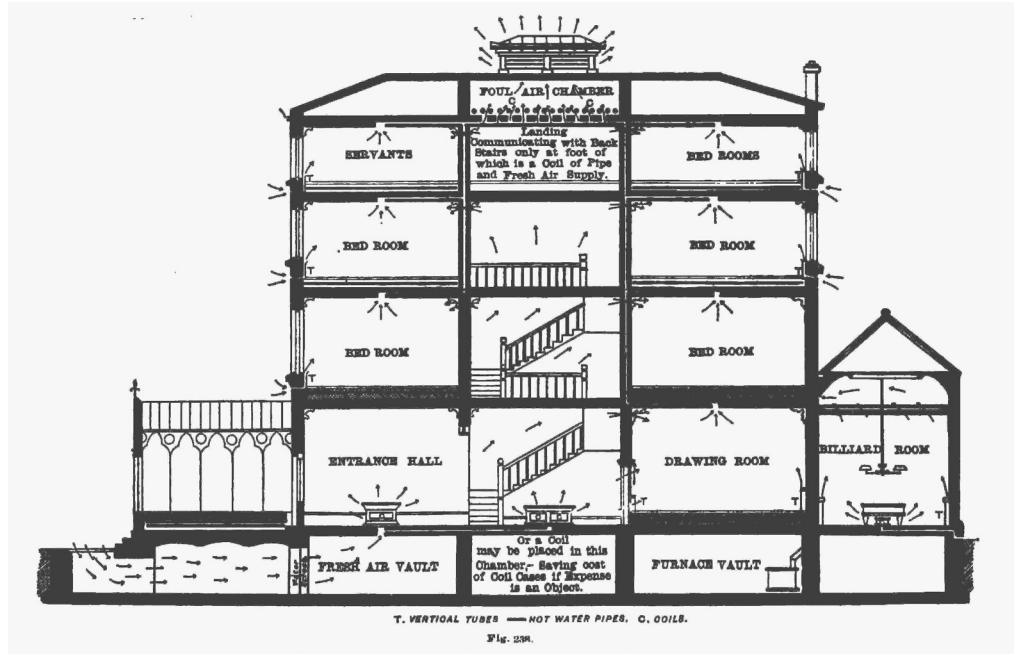 FOUL AIR CHAMBER
C C
Landing
Communicating with Back
Stairs only at foot of
which is a Coil of Pipe
and Fresh Air Supply.
SERVANTS
BED ROOMS
T
T
BED ROOM
BED ROOM
T
T
BED ROOM
BED ROOM
T
ENTRANCE HALL
DRAWING ROOM
BILLIARD ROOM
T
T
T
Or a Coil
may be placed in this
Chamber,- Saving cost
of Coil Cases if Expense
is an Object.
FRESH AIR VAULT
FURNACE VAULT
T. VERTICAL TUBES HOT WATER PIPES. C. COILS.
Fig. 238.